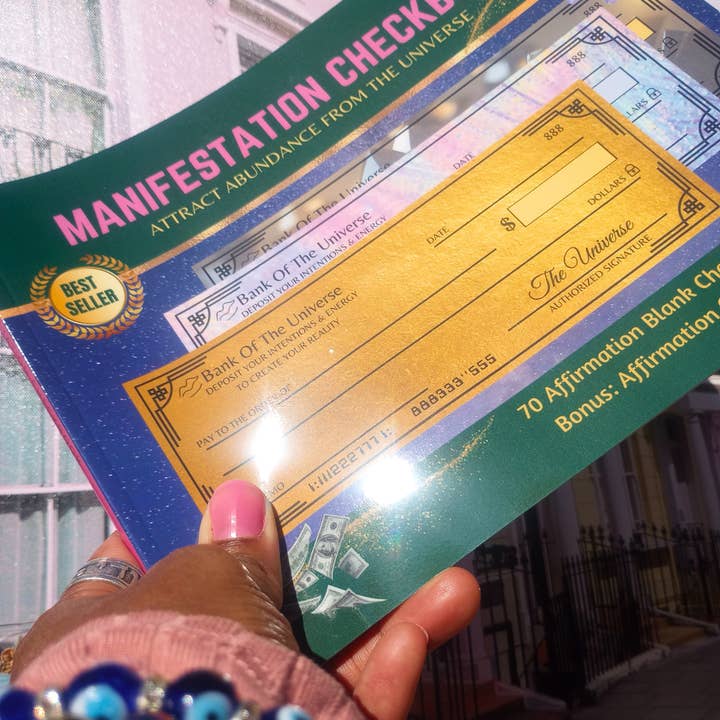 MANIFESTATION CHECKB
ATTRACT ABUNDANCE FROM THE UNIVERSE
BEST
SELLER
888
DOLLARS
DATE
Bank Of The Universe
888
DOLLARS
DATE
Bank Of The Universe
DEPOSIT YOUR INTENTIONS & ENERGY
888
DATE
$
DOLLARS
Bank Of The Universe
DEPOSIT YOUR INTENTIONS & ENERGY
TO CREATE YOUR REALITY
PAY TO THE ORDER OF
The Universe
AUTHORIZED SIGNATURE
MEMO
⑆111222777⑆ 888333⑈555
70 Affirmation Blank Che
Bonus: Affirmation